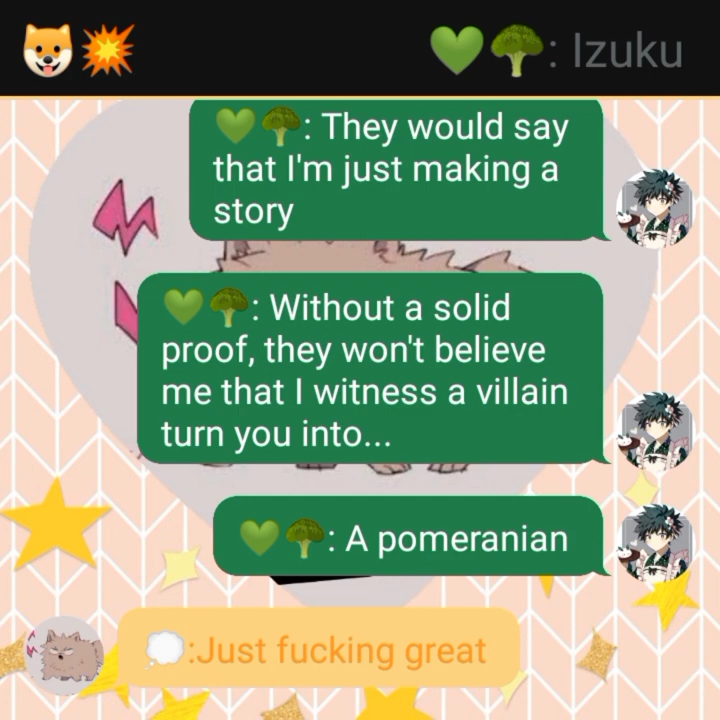 🐶💥 💚🥦: Izuku
💚🥦: They would say
that I'm just making a
story
💚🥦: Without a solid
proof, they won't believe
me that I witness a villain
turn you into...
💚🥦: A pomeranian
💭:Just fucking great